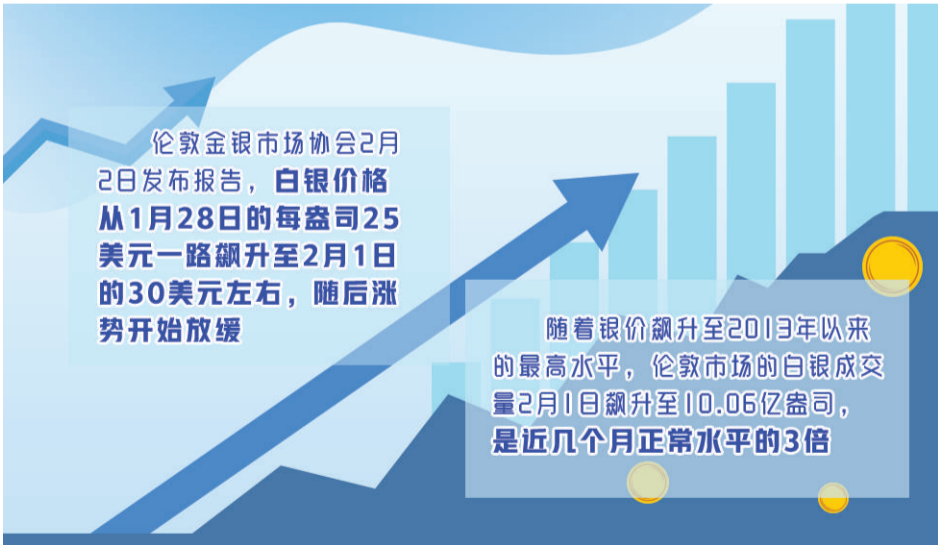 伦敦金银市场协会2月
2日发布报告，白银价格
从1月28日的每盎司25
美元一路飙升至2月1日
的30美元左右，随后涨
势开始放缓
随着银价飙升至2013年以来
的最高水平，伦敦市场的白银成交
量2月1日飙升至10.06亿盎司，
是近几个月正常水平的3倍